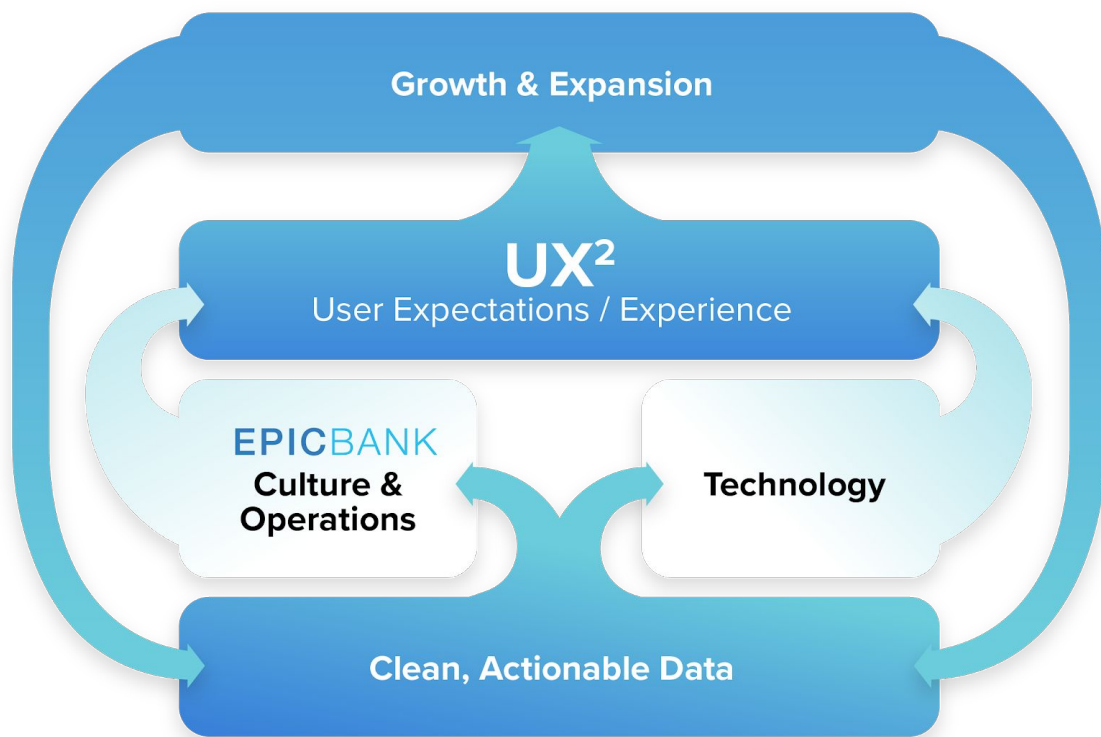 Growth & Expansion
UX²
User Expectations / Experience
EPICBANK
Culture &
Operations
Technology
Clean, Actionable Data